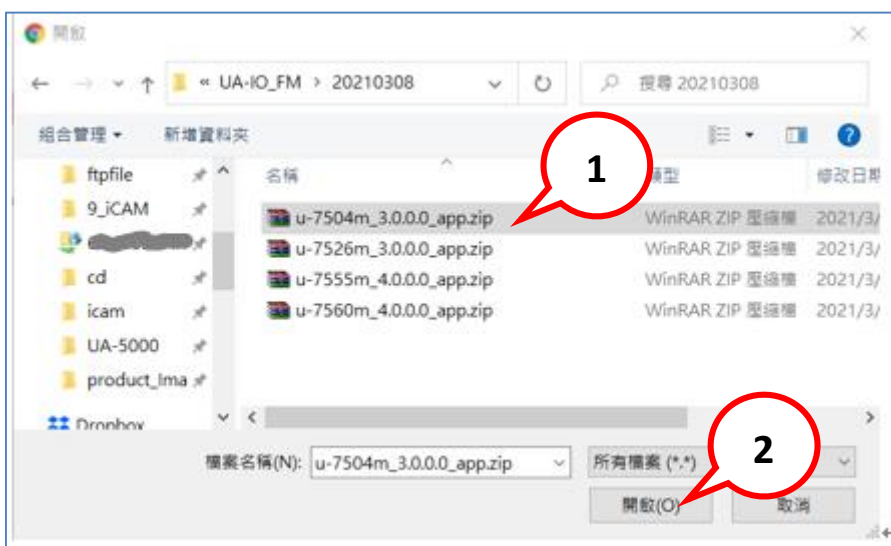 開啟
« UA-IO_FM > 20210308
搜尋 20210308
組合管理 新增資料夾
1
名稱 類型 修改日期
ftpfile
9_iCAM
cd
icam
UA-5000
product_Ima
Dropbox
u-7504m_3.0.0.0_app.zip WinRAR ZIP 壓縮檔 2021/3/
u-7526m_3.0.0.0_app.zip WinRAR ZIP 壓縮檔 2021/3/
u-7555m_4.0.0.0_app.zip WinRAR ZIP 壓縮檔 2021/3/
u-7560m_4.0.0.0_app.zip WinRAR ZIP 壓縮檔 2021/3/
檔案名稱(N): u-7504m_3.0.0.0_app.zip 所有檔案 (*.*)
2
開啟(O) 取消